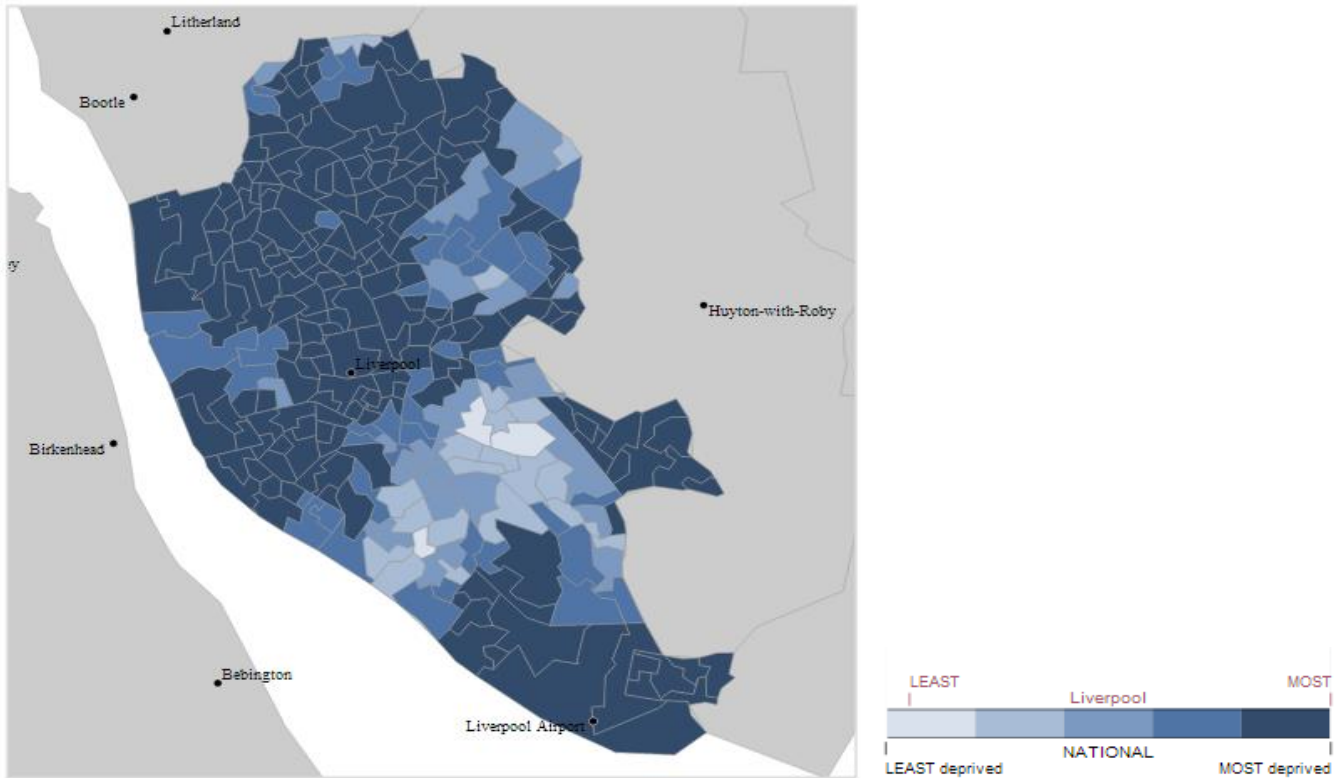 Litherland
Bootle
Huyton-with-Roby
Liverpool
Birkenhead
Bebington
Liverpool Airport
LEAST
MOST
Liverpool
NATIONAL
LEAST deprived
MOST deprived